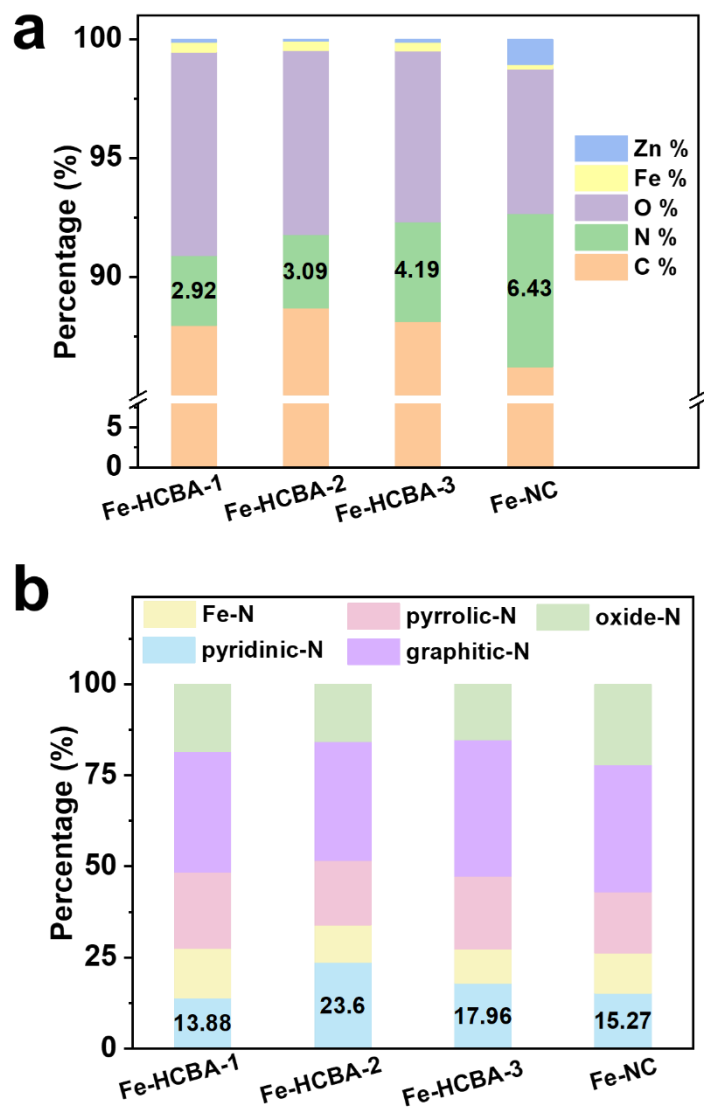 a
Percentage (%)
100
95
90
5
0
Zn %
Fe %
O %
N %
C %
2.92
3.09
4.19
6.43
Fe-HCBA-1
Fe-HCBA-2
Fe-HCBA-3
Fe-NC
b
Fe-N
pyrrolic-N
oxide-N
pyridinic-N
graphitic-N
Percentage (%)
100
75
50
25
0
13.88
23.6
17.96
15.27
Fe-HCBA-1
Fe-HCBA-2
Fe-HCBA-3
Fe-NC